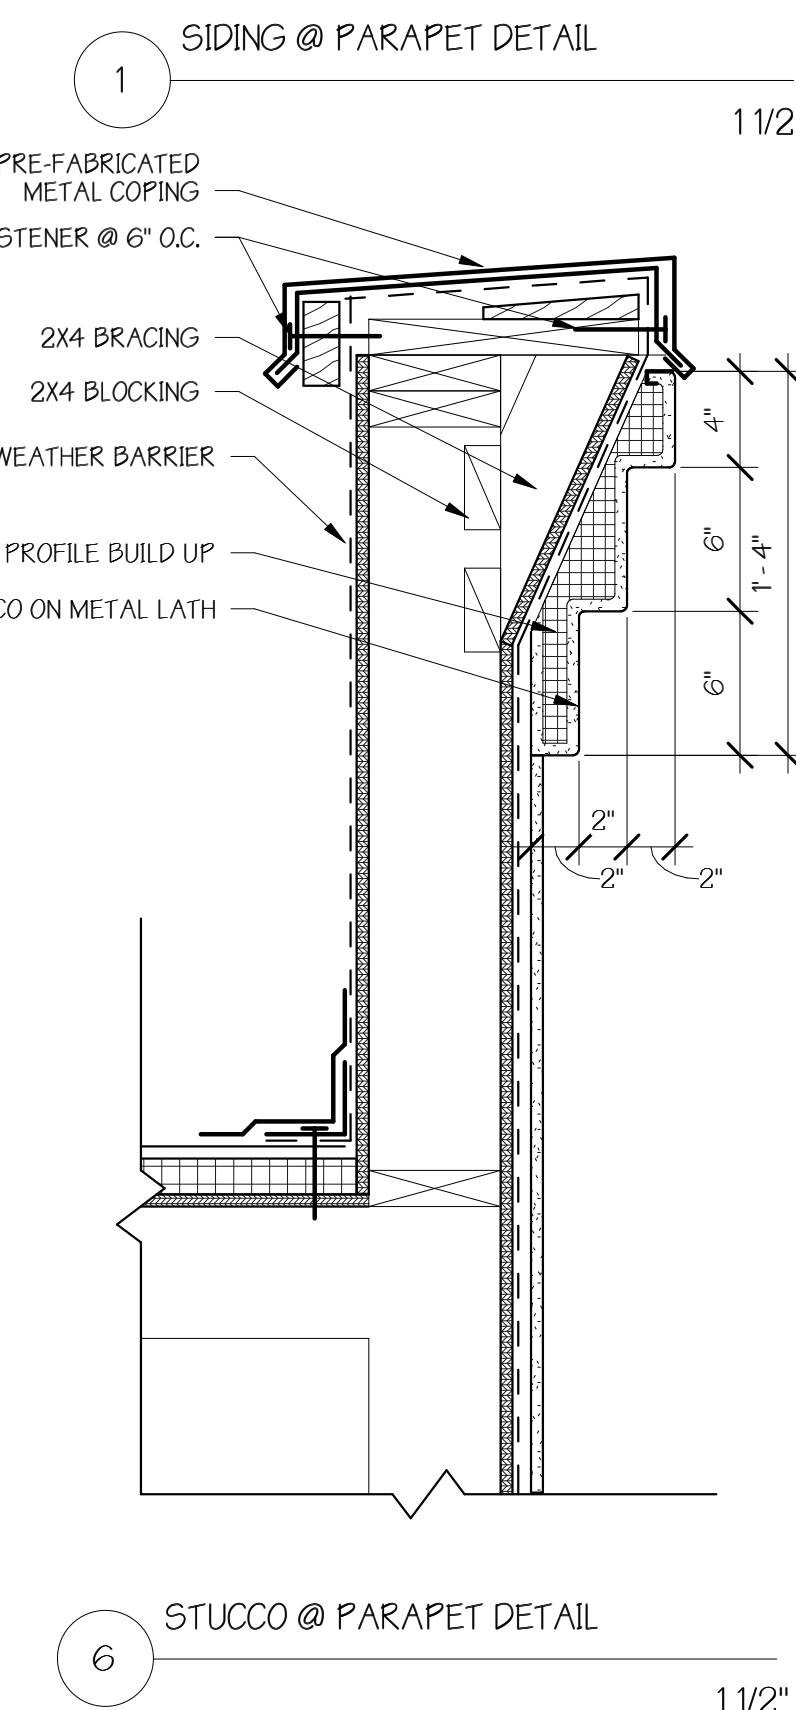 SIDING @ PARAPET DETAIL
1
1 1/2
PRE-FABRICATED
METAL COPING
STENER @ 6" O.C.
2X4 BRACING
2X4 BLOCKING
WEATHER BARRIER
PROFILE BUILD UP
CO ON METAL LATH
4"
6"
1' - 4"
6"
2"
2"
2"
STUCCO @ PARAPET DETAIL
6
1 1/2"